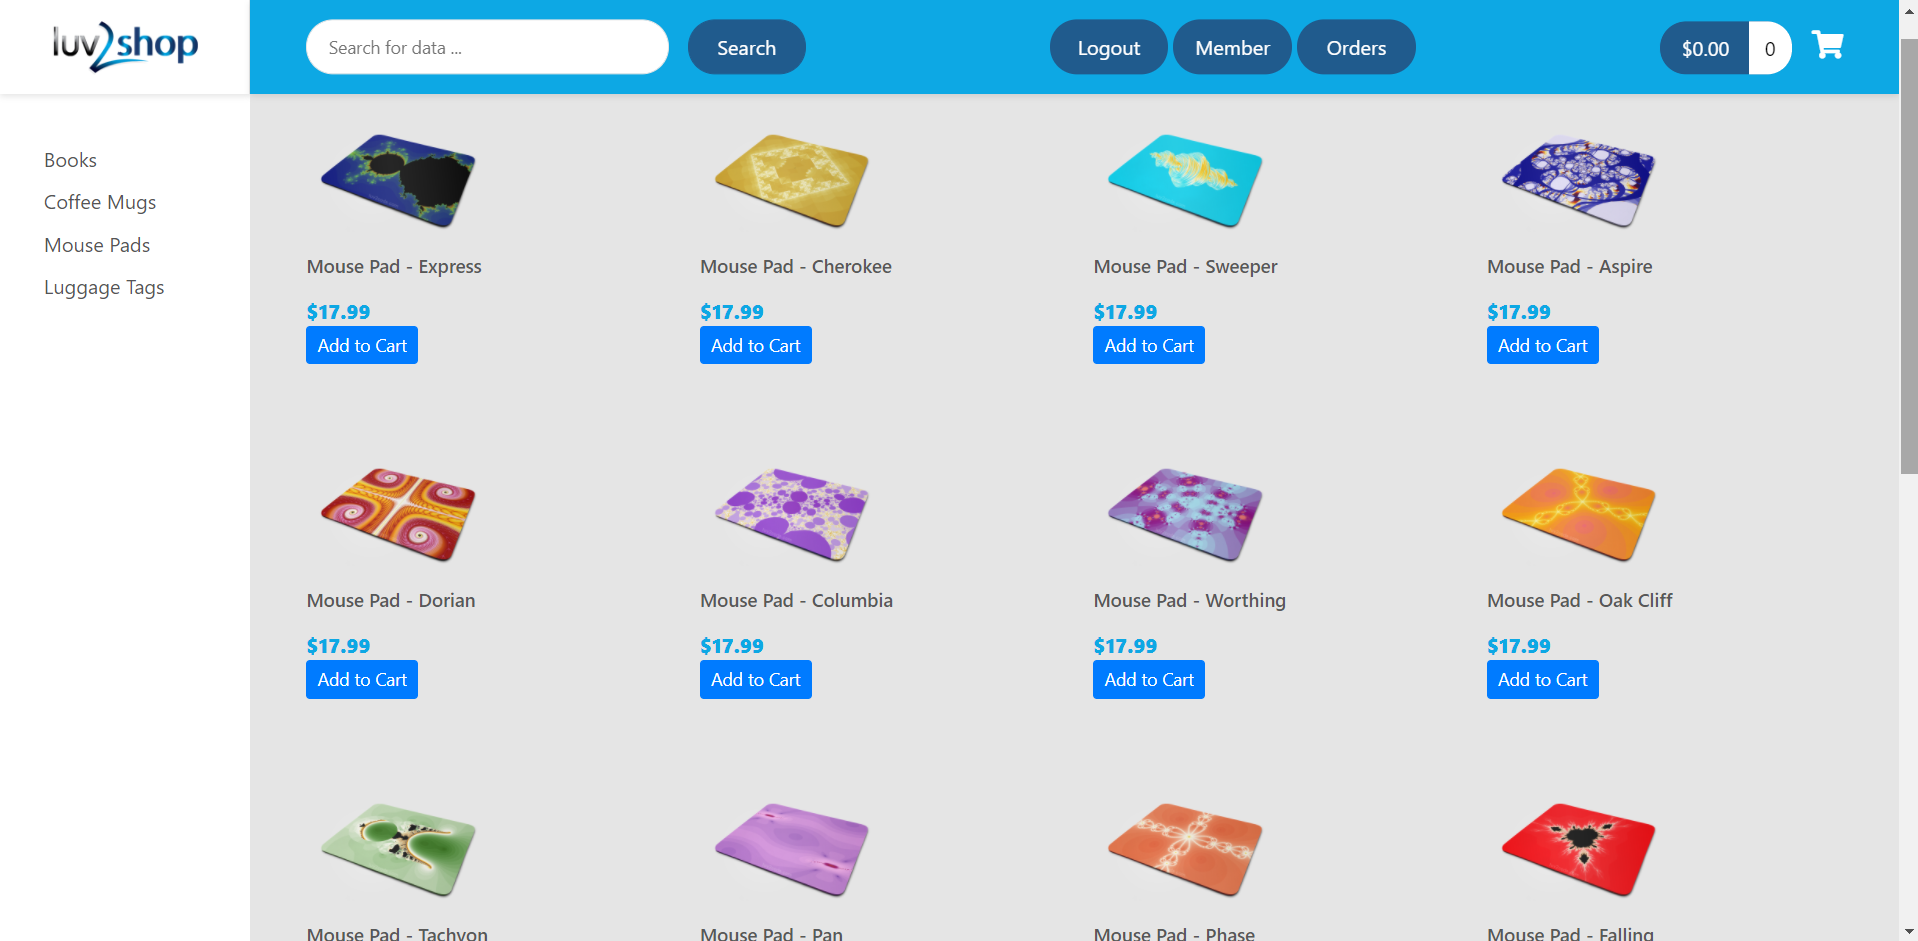 luv2shop
Search for data ...
Search
Logout
Member
Orders
$0.00
0
Books
Coffee Mugs
Mouse Pads
Luggage Tags
Mouse Pad - Express
Mouse Pad - Cherokee
Mouse Pad - Sweeper
Mouse Pad - Aspire
$17.99
$17.99
$17.99
$17.99
Add to Cart
Add to Cart
Add to Cart
Add to Cart
Mouse Pad - Dorian
Mouse Pad - Columbia
Mouse Pad - Worthing
Mouse Pad - Oak Cliff
$17.99
$17.99
$17.99
$17.99
Add to Cart
Add to Cart
Add to Cart
Add to Cart
Mouse Pad - Tachyon
Mouse Pad - Pan
Mouse Pad - Phase
Mouse Pad - Falling